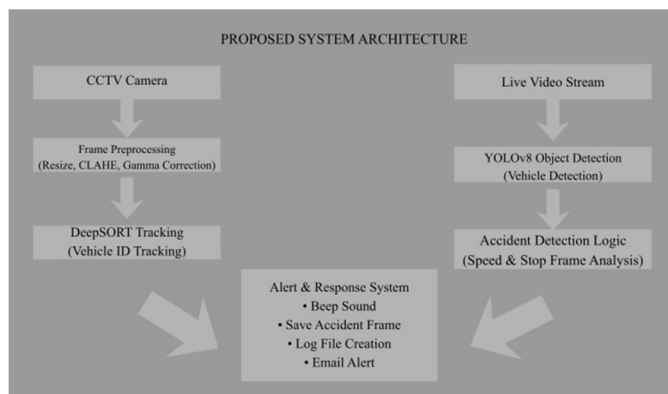 PROPOSED SYSTEM ARCHITECTURE
CCTV Camera
Live Video Stream
Frame Preprocessing
(Resize, CLAHE, Gamma Correction)
YOLOv8 Object Detection
(Vehicle Detection)
DeepSORT Tracking
(Vehicle ID Tracking)
Accident Detection Logic
(Speed & Stop Frame Analysis)
Alert & Response System
• Beep Sound
• Save Accident Frame
• Log File Creation
• Email Alert